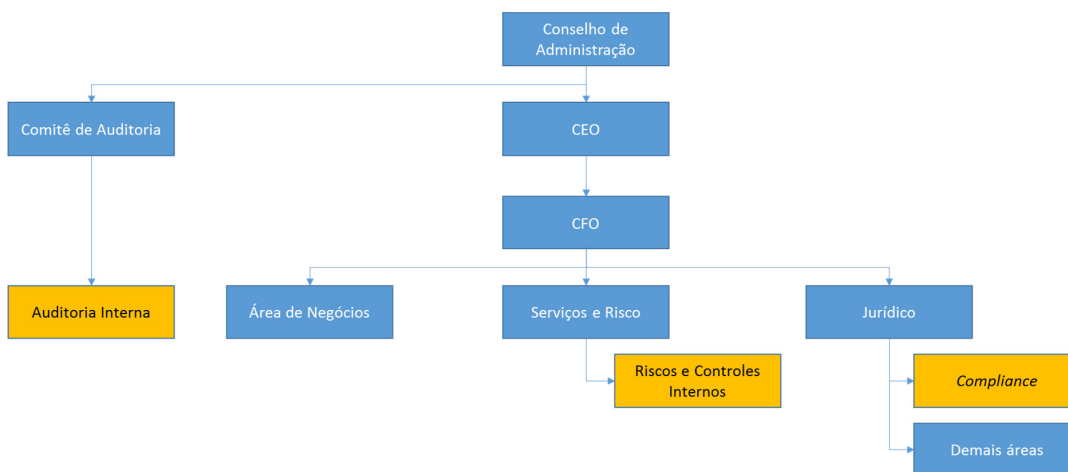 Conselho de
Administração
Comitê de Auditoria
CEO
CFO
Auditoria Interna
Área de Negócios
Serviços e Risco
Jurídico
Riscos e Controles
Internos
Compliance
Demais áreas